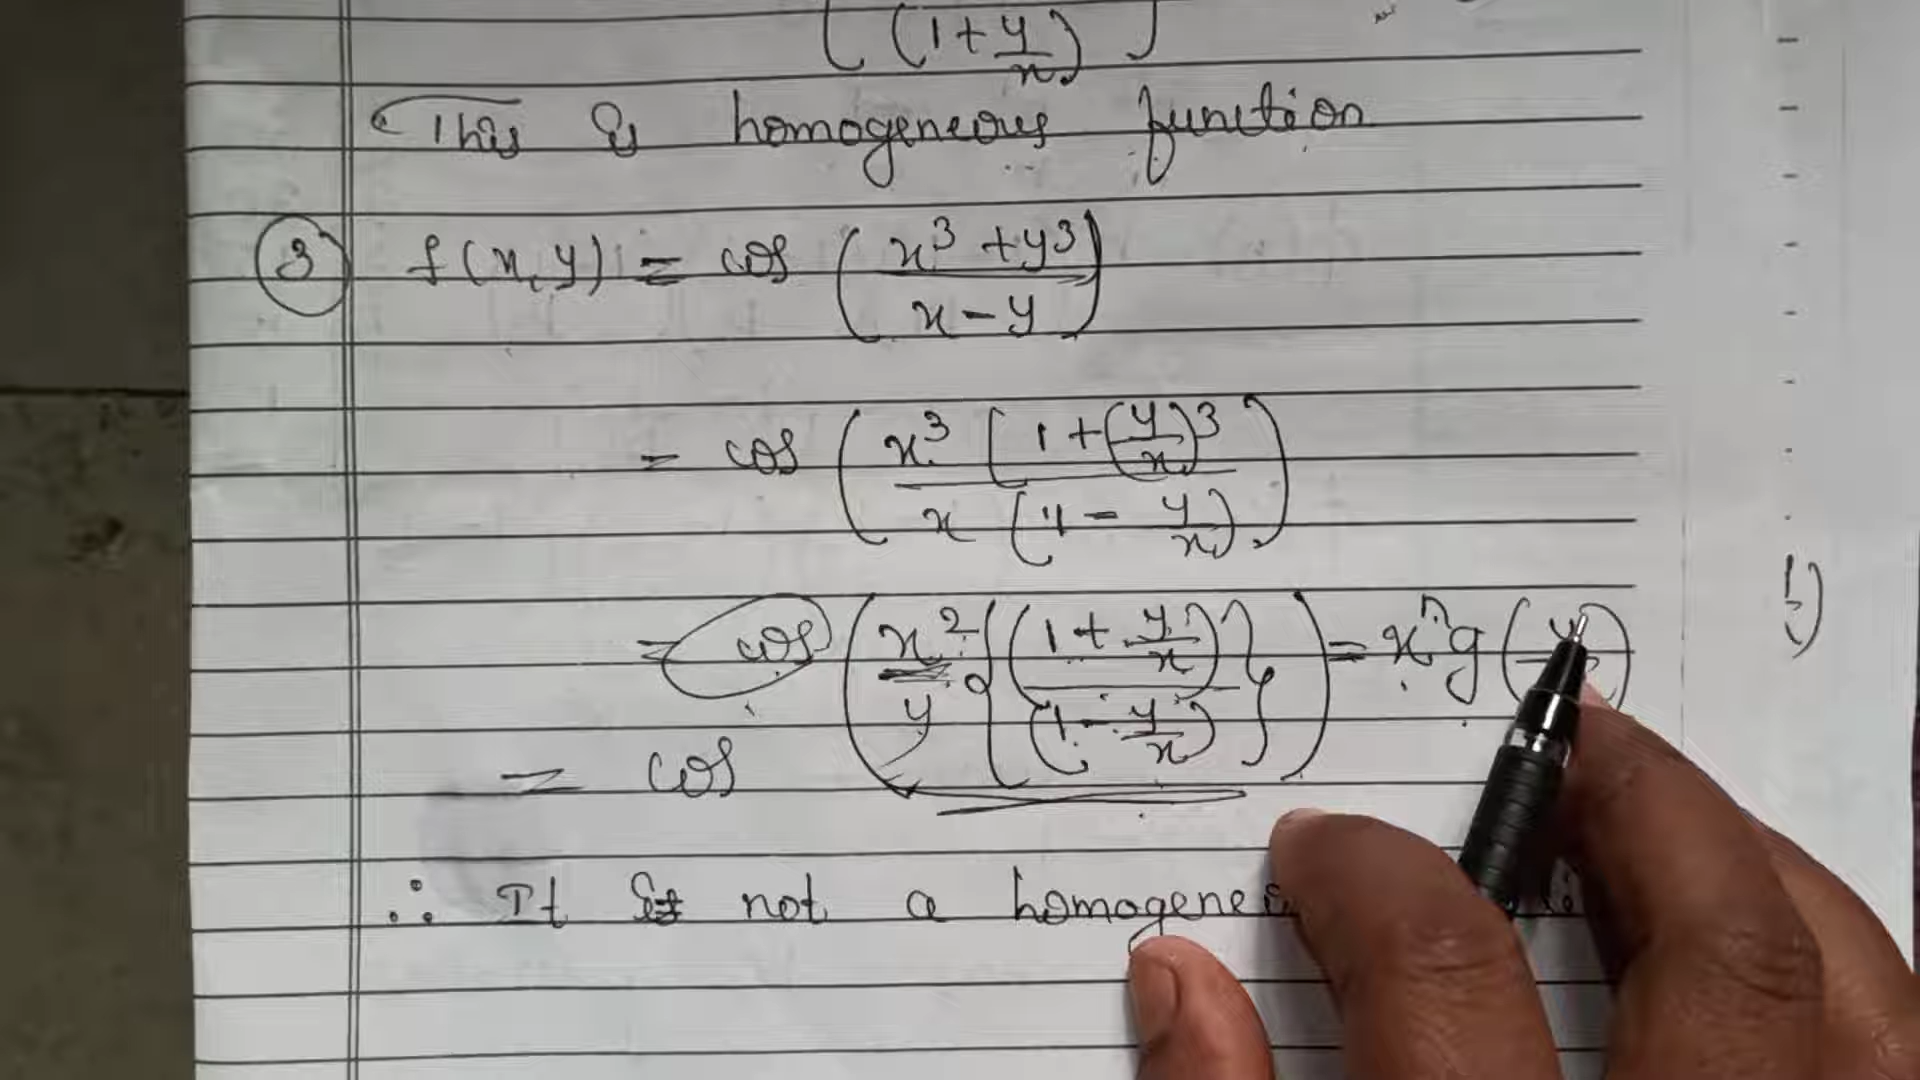 [(1+y/x)]
This is homogeneous function
③ f(x,y) = cos (x³+y³ / x-y)
= cos (x³ [1+(y/x)³ / x (1 - y/x))
= cos (x²/y {(1+y/x) / (1-y/x)}) = xⁿ g (y
= cos
∴ It is not a homogene